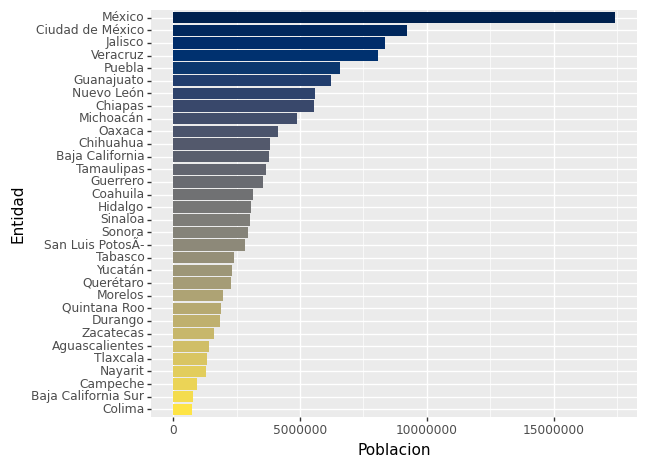 México
Ciudad de México
Jalisco
Veracruz
Puebla
Guanajuato
Nuevo León
Chiapas
Michoacán
Oaxaca
Chihuahua
Baja California
Tamaulipas
Guerrero
Coahuila
Hidalgo
Sinaloa
Sonora
San Luis PotosÃ-
Tabasco
Yucatán
Querétaro
Morelos
Quintana Roo
Durango
Zacatecas
Aguascalientes
Tlaxcala
Nayarit
Campeche
Baja California Sur
Colima
Entidad
0 5000000 10000000 15000000
Poblacion